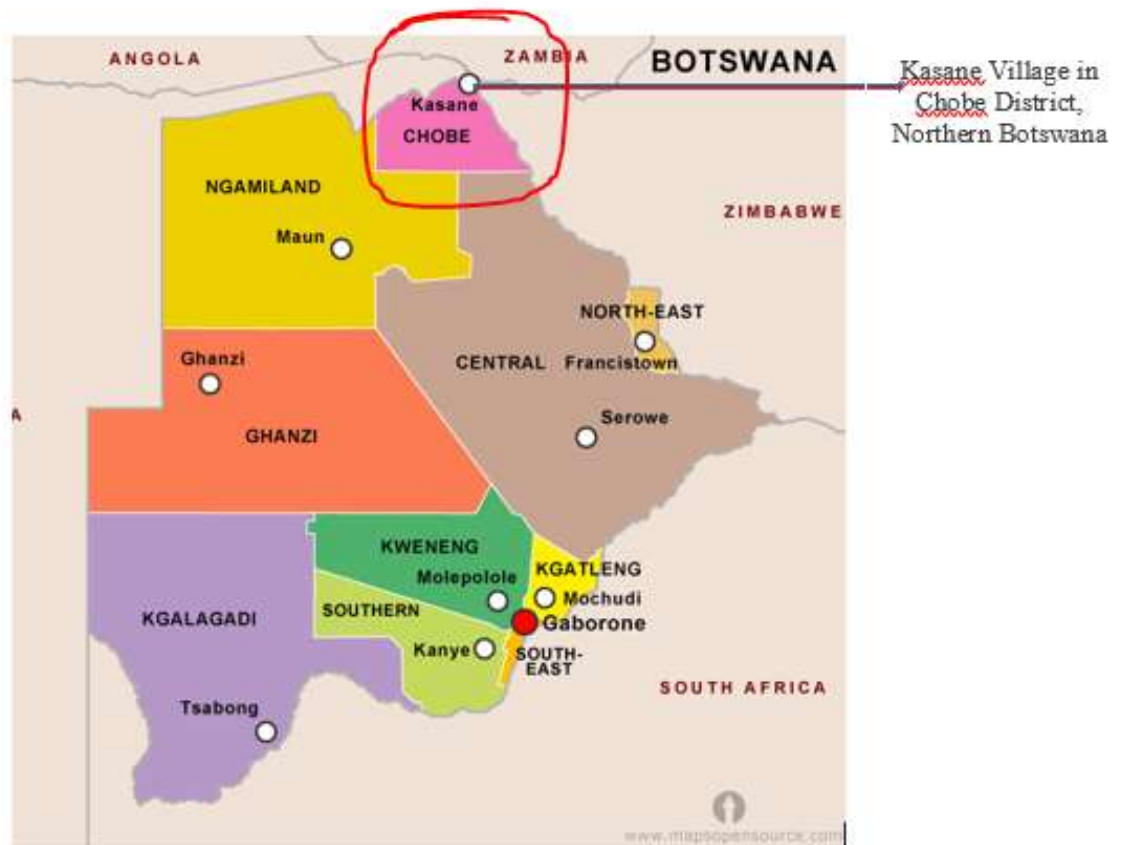 ANGOLA
ZAMBIA
BOTSWANA
Kasane Village in
Chobe District,
Northern Botswana
Kasane
CHOBE
NGAMILAND
Maun
ZIMBABWE
NORTH-EAST
Francistown
CENTRAL
Ghanzi
Serowe
A
GHANZI
KWENENG
Molepolole
KGATLENG
Mochudi
SOUTHERN
Gaborone
KGALAGADI
Kanye
SOUTH-
EAST
SOUTH AFRICA
Tsabong
www.mapsopensource.com